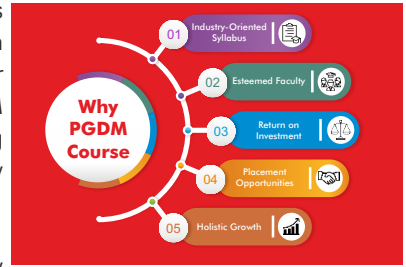 Why
PGDM
Course
01
Industry-Oriented
Syllabus
02
Esteemed Faculty
03
Return on
Investment
04
Placement
Opportunities
05
Holistic Growth